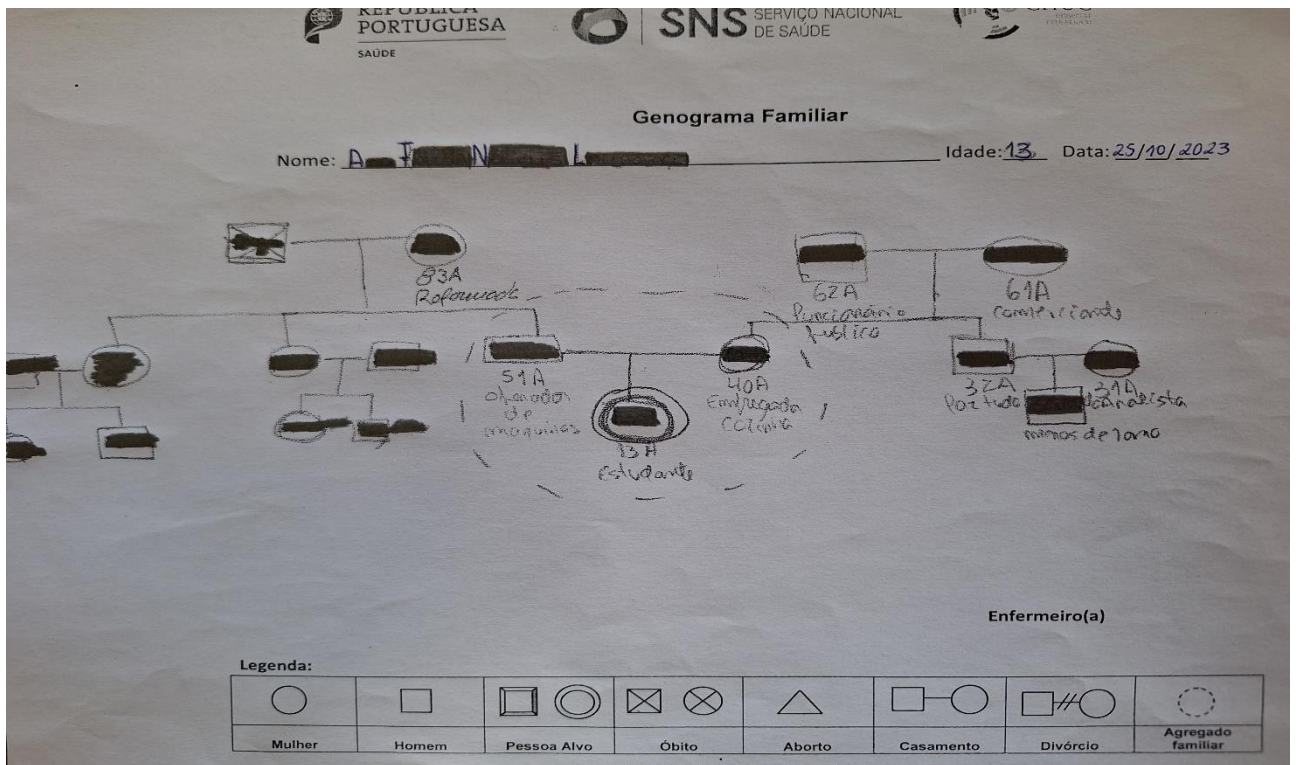 REPÚBLICA
PORTUGUESA
SAÚDE
SNS
SERVIÇO NACIONAL
DE SAÚDE
Genograma Familiar
Nome: A F N L
Idade: 13 Data: 25/10/2023
83A
Reformada
62A
Funcionário
público
61A
comerciante
51A
operador
de
maquinas
40A
Empregada
cozinha
13A
Estudante
32A
31A
menos de 1 ano
Enfermeiro(a)
Legenda:
Mulher
Homem
Pessoa Alvo
Óbito
Aborto
Casamento
Divórcio
Agregado
familiar